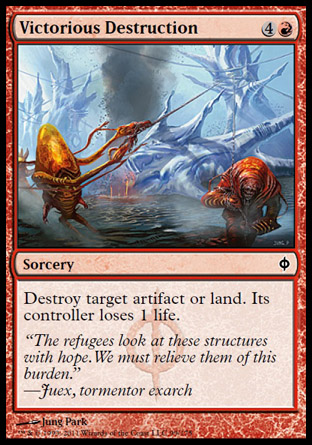 Victorious Destruction 4
Sorcery
Destroy target artifact or land. Its
controller loses 1 life.
“The refugees look at these structures
with hope. We must relieve them of this
burden.”
—Juex, tormentor exarch
Jung Park